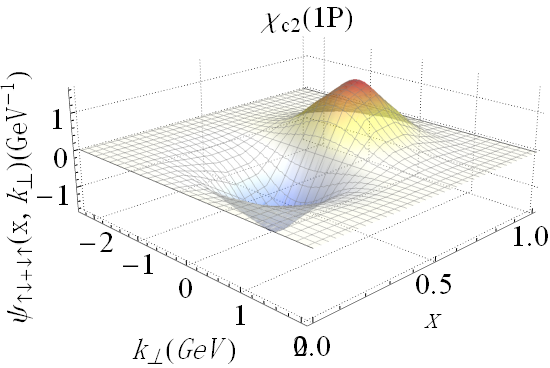 χc2(1P)
ψ↑↓+↓↑(x, k⊥)(GeV⁻¹)
1
0
−1
−2
−1
0
1
2
k⊥(GeV)
0.0
0.5
1.0
x